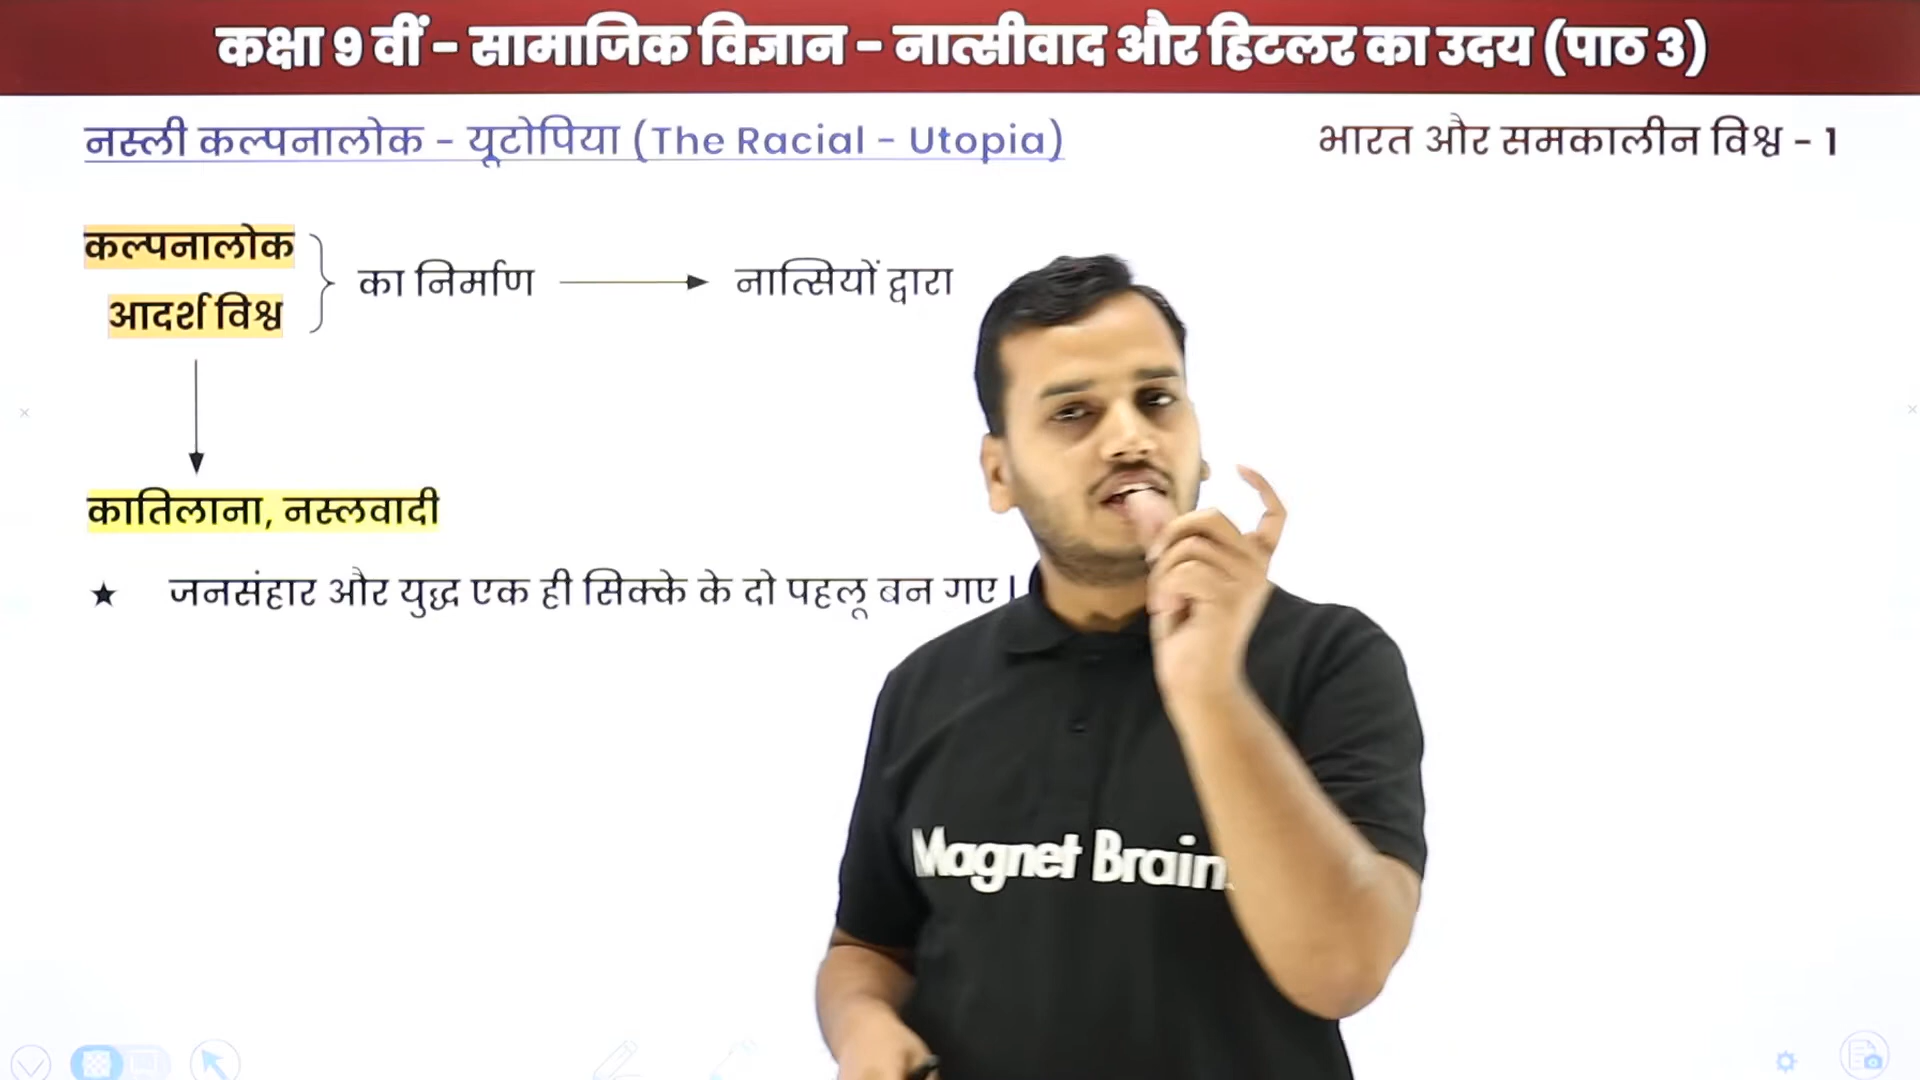 कक्षा 9 वीं - सामाजिक विज्ञान - नात्सीवाद और हिटलर का उदय (पाठ 3)
नस्ली कल्पनालोक - यूटोपिया (The Racial - Utopia)
भारत और समकालीन विश्व - 1
कल्पनालोक
आदर्श विश्व
का निर्माण
नात्सियों द्वारा
कातिलाना, नस्लवादी
★ जनसंहार और युद्ध एक ही सिक्के के दो पहलू बन गए।
Magnet Brain